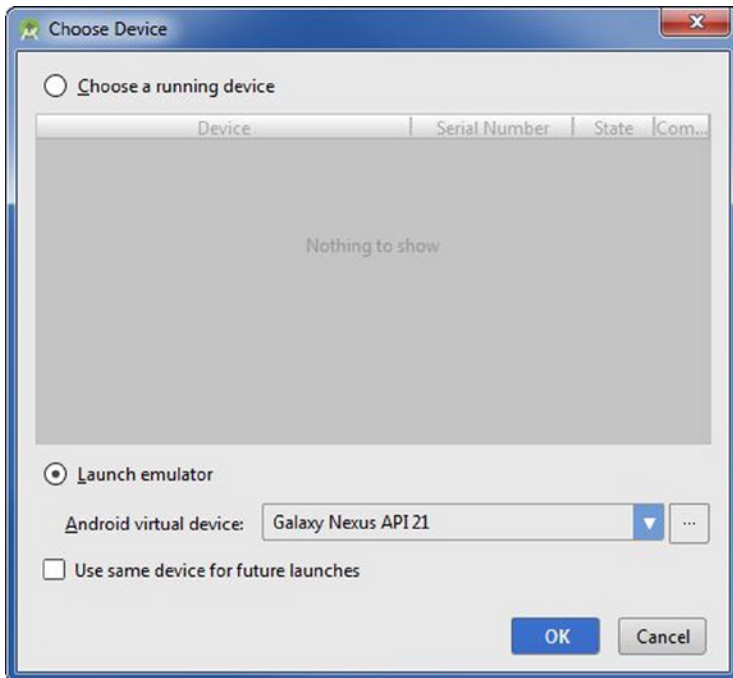 Choose Device
Choose a running device
Device Serial Number State Com...
Nothing to show
Launch emulator
Android virtual device: Galaxy Nexus API 21 ...
Use same device for future launches
OK Cancel